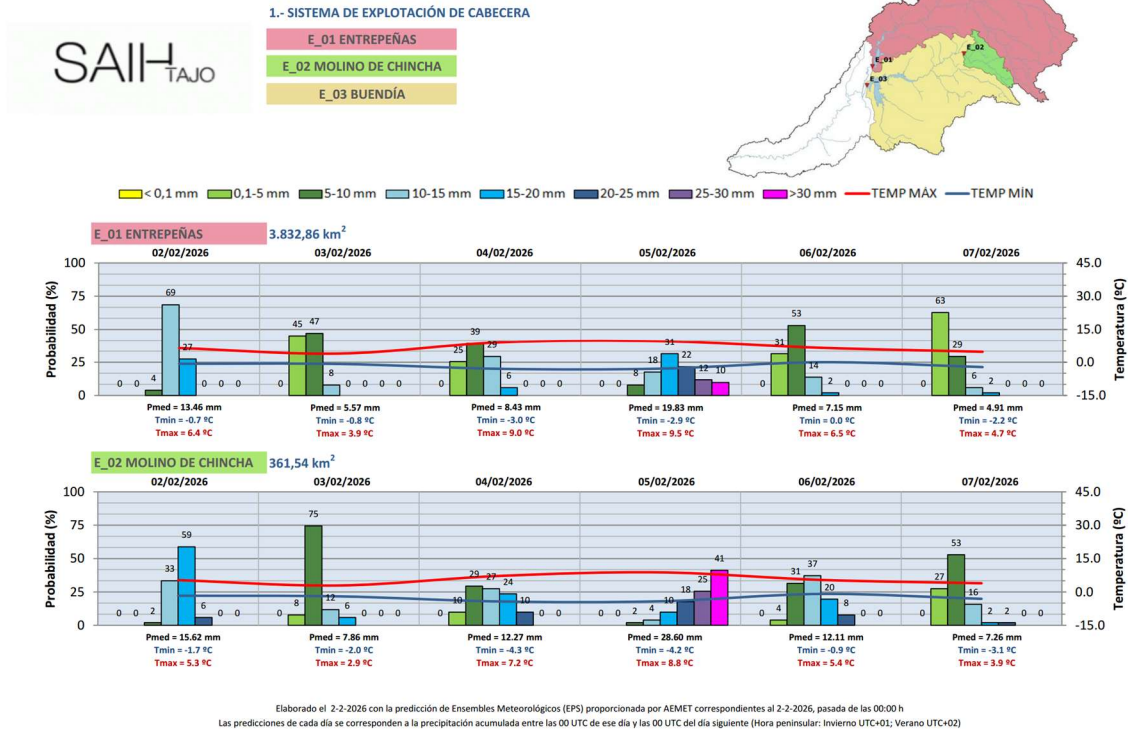 1.- SISTEMA DE EXPLOTACIÓN DE CABECERA
SAIH TAJO
E_01 ENTREPEÑAS
E_02 MOLINO DE CHINCHA
E_03 BUENDÍA
E_02
E_01
E_03
< 0,1 mm 0,1-5 mm 5-10 mm 10-15 mm 15-20 mm 20-25 mm 25-30 mm >30 mm TEMP MÁX TEMP MÍN
E_01 ENTREPEÑAS 3.832,86 km²
02/02/2026 03/02/2026 04/02/2026 05/02/2026 06/02/2026 07/02/2026
Probabilidad (%)
100
75
50
25
0
0 0 4 69 27 0 0 0
0 45 47 8 0 0 0 0
0 25 39 29 6 0 0 0
0 0 8 18 31 22 12 10
0 31 53 14 2 0 0 0
0 63 29 6 2 0 0 0
45.0
30.0
15.0
0.0
-15.0
Temperatura (ºC)
Pmed = 13.46 mm Pmed = 5.57 mm Pmed = 8.43 mm Pmed = 19.83 mm Pmed = 7.15 mm Pmed = 4.91 mm
Tmin = -0.7 ºC Tmin = -0.8 ºC Tmin = -3.0 ºC Tmin = -2.9 ºC Tmin = 0.0 ºC Tmin = -2.2 ºC
Tmax = 6.4 ºC Tmax = 3.9 ºC Tmax = 9.0 ºC Tmax = 9.5 ºC Tmax = 6.5 ºC Tmax = 4.7 ºC
E_02 MOLINO DE CHINCHA 361,54 km²
02/02/2026 03/02/2026 04/02/2026 05/02/2026 06/02/2026 07/02/2026
Probabilidad (%)
100
75
50
25
0
0 0 2 33 59 6 0 0
0 8 75 12 6 0 0 0
0 10 29 27 24 10 0 0
0 0 2 4 10 18 25 41
0 4 31 37 20 8 0 0
0 27 53 16 2 2 0 0
45.0
30.0
15.0
0.0
-15.0
Temperatura (ºC)
Pmed = 15.62 mm Pmed = 7.86 mm Pmed = 12.27 mm Pmed = 28.60 mm Pmed = 12.11 mm Pmed = 7.26 mm
Tmin = -1.7 ºC Tmin = -2.0 ºC Tmin = -4.3 ºC Tmin = -4.2 ºC Tmin = -0.9 ºC Tmin = -3.1 ºC
Tmax = 5.3 ºC Tmax = 2.9 ºC Tmax = 7.2 ºC Tmax = 8.8 ºC Tmax = 5.4 ºC Tmax = 3.9 ºC
Elaborado el 2-2-2026 con la predicción de Ensembles Meteorológicos (EPS) proporcionada por AEMET correspondientes al 2-2-2026, pasada de las 00:00 h
Las predicciones de cada día se corresponden a la precipitación acumulada entre las 00 UTC de ese día y las 00 UTC del día siguiente (Hora peninsular: Invierno UTC+01; Verano UTC+02)